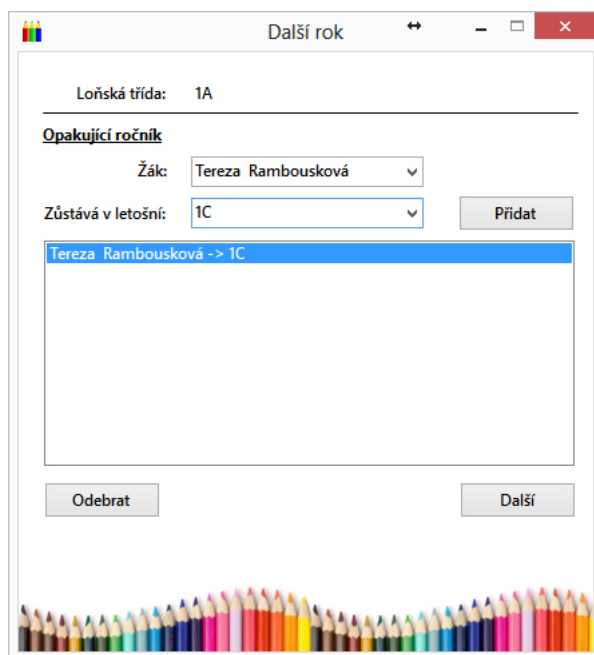 Další rok
Loňská třída: 1A
Opakující ročník
Žák: Tereza Rambousková
Zůstává v letošní: 1C Přidat
Tereza Rambousková -> 1C
Odebrat Další